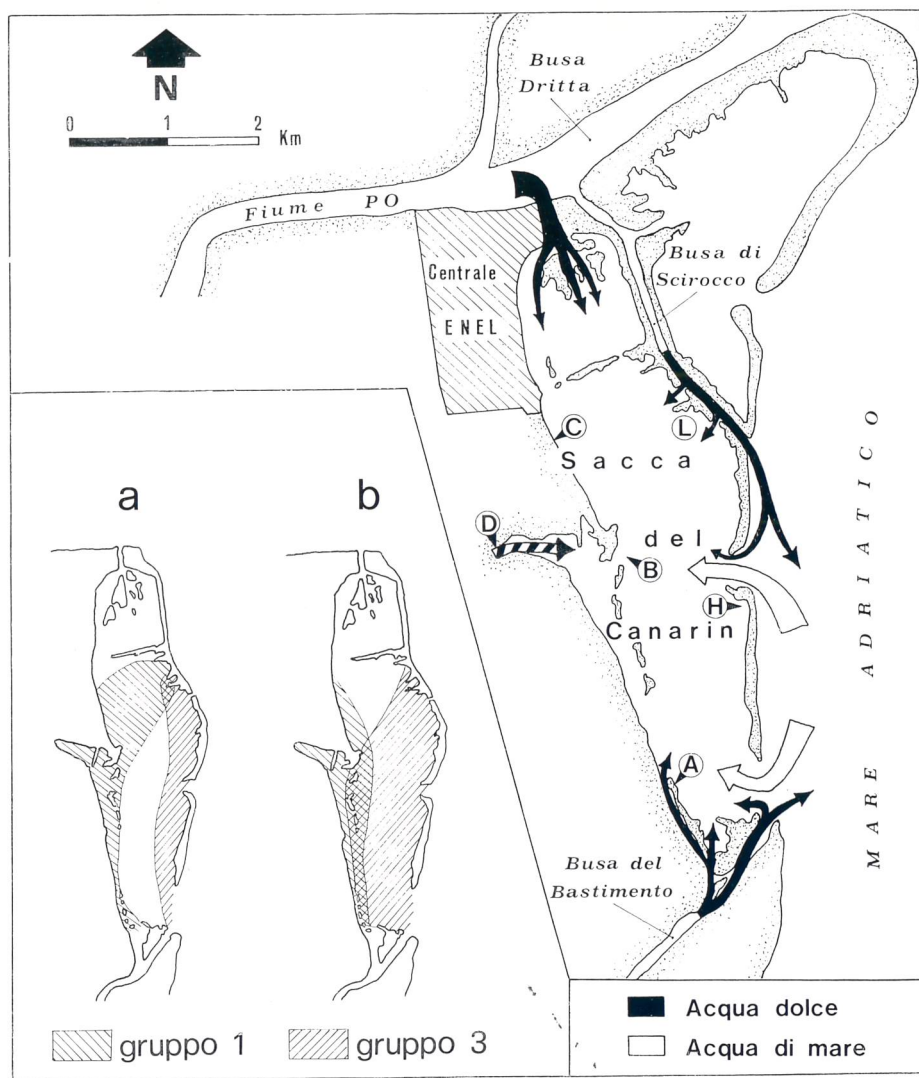 N
0 1 2
Km
Busa
Dritta
Fiume PO
Busa di
Scirocco
Centrale
ENEL
C
L
Sacca
D
del
B
H
Canarin
A
MARE ADRIATICO
Busa del
Bastimento
a b
gruppo 1 gruppo 3
Acqua dolce
Acqua di mare